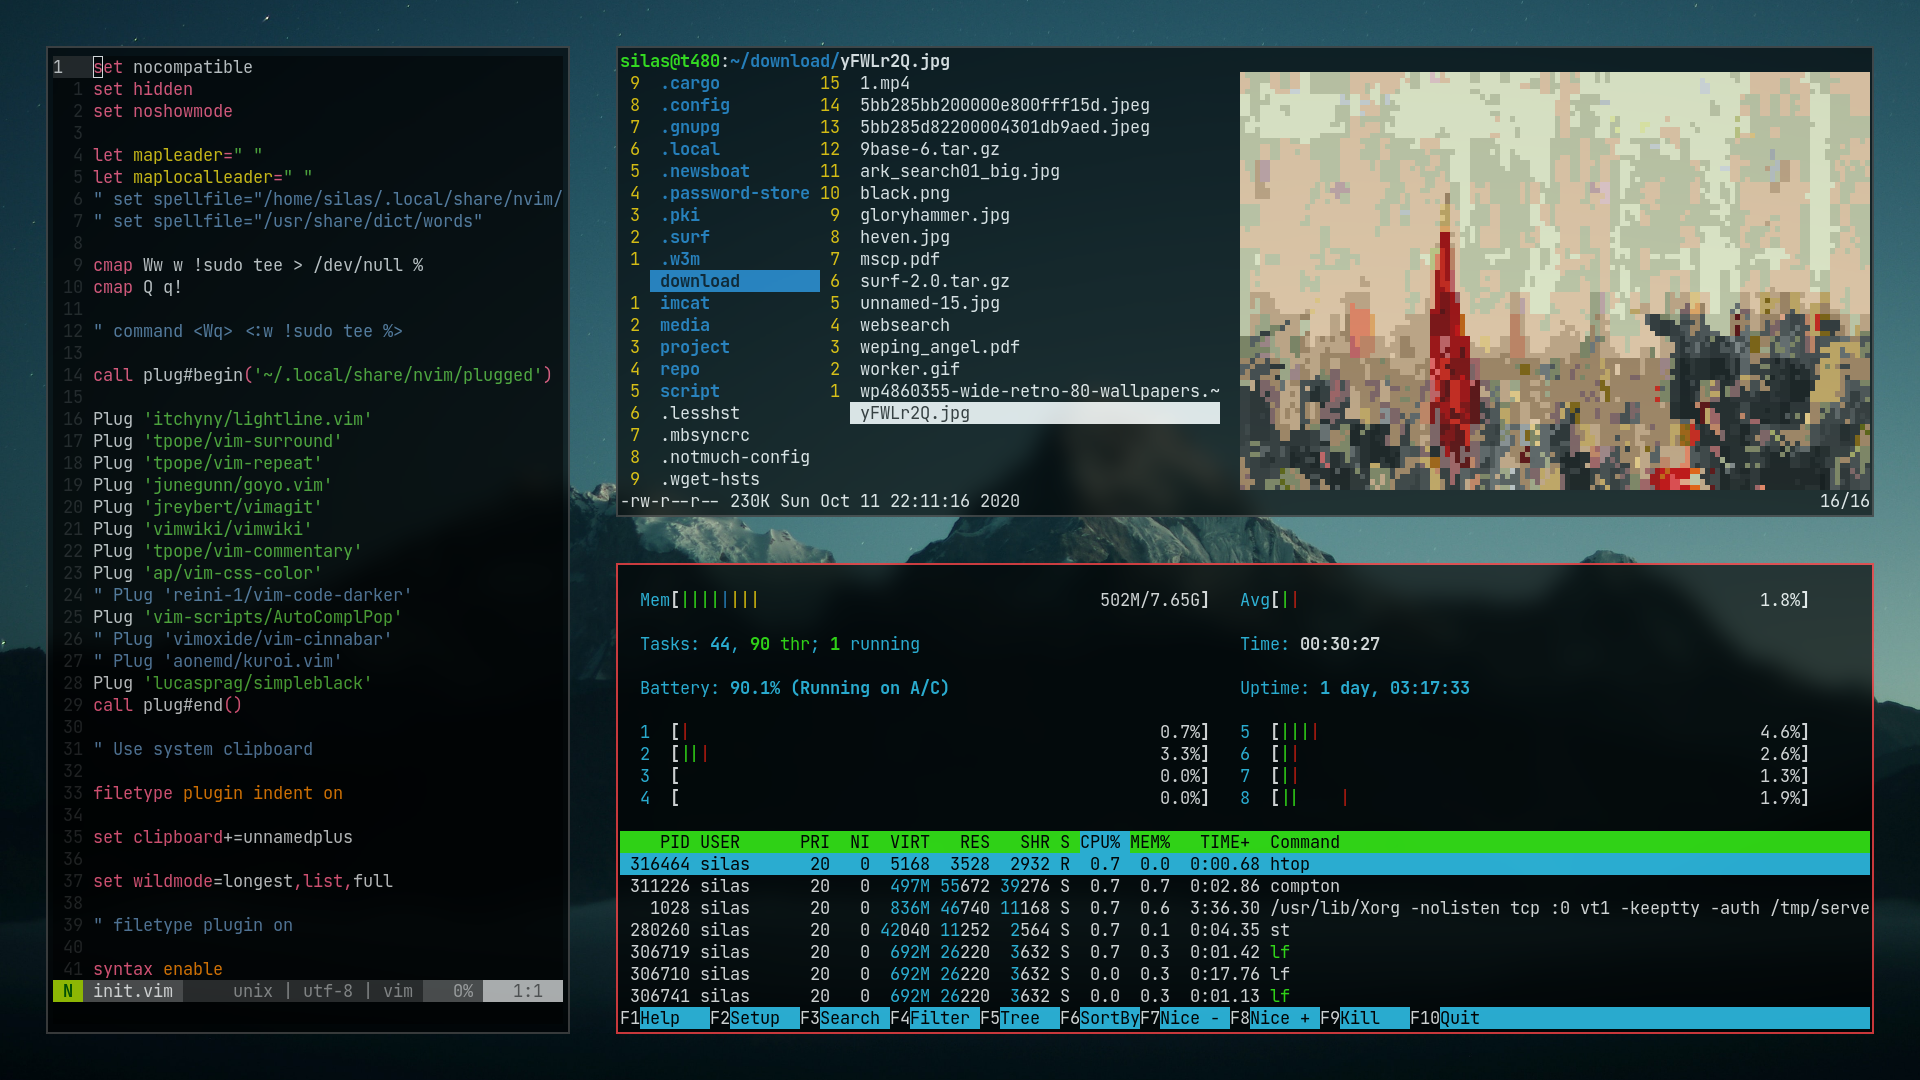 1   set nocompatible
1 set hidden
2 set noshowmode
3
4 let mapleader=" "
5 let maplocalleader=" "
6 " set spellfile="/home/silas/.local/share/nvim/
7 " set spellfile="/usr/share/dict/words"
8
9 cmap Ww w !sudo tee > /dev/null %
10 cmap Q q!
11
12 " command <Wq> <:w !sudo tee %>
13
14 call plug#begin('~/.local/share/nvim/plugged')
15
16 Plug 'itchyny/lightline.vim'
17 Plug 'tpope/vim-surround'
18 Plug 'tpope/vim-repeat'
19 Plug 'junegunn/goyo.vim'
20 Plug 'jreybert/vimagit'
21 Plug 'vimwiki/vimwiki'
22 Plug 'tpope/vim-commentary'
23 Plug 'ap/vim-css-color'
24 " Plug 'reini-1/vim-code-darker'
25 Plug 'vim-scripts/AutoComplPop'
26 " Plug 'vimoxide/vim-cinnabar'
27 " Plug 'aonemd/kuroi.vim'
28 Plug 'lucasprag/simpleblack'
29 call plug#end()
30
31 " Use system clipboard
32
33 filetype plugin indent on
34
35 set clipboard+=unnamedplus
36
37 set wildmode=longest,list,full
38
39 " filetype plugin on
40
41 syntax enable
N  init.vim      unix | utf-8 | vim    0%    1:1
silas@t480:~/download/yFWLr2Q.jpg
9  .cargo          15  1.mp4
8  .config         14  5bb285bb200000e800fff15d.jpeg
7  .gnupg          13  5bb285d82200004301db9aed.jpeg
6  .local          12  9base-6.tar.gz
5  .newsboat       11  ark_search01_big.jpg
4  .password-store 10  black.png
3  .pki             9  gloryhammer.jpg
2  .surf            8  heven.jpg
1  .w3m             7  mscp.pdf
download         6  surf-2.0.tar.gz
1  imcat            5  unnamed-15.jpg
2  media            4  websearch
3  project          3  weping_angel.pdf
4  repo             2  worker.gif
5  script           1  wp4860355-wide-retro-80-wallpapers.~
6  .lesshst            yFWLr2Q.jpg
7  .mbsyncrc
8  .notmuch-config
9  .wget-hsts
-rw-r--r-- 230K Sun Oct 11 22:11:16 2020    16/16
Mem[||||||||    502M/7.65G]   Avg[||    1.8%]
Tasks: 44, 90 thr; 1 running    Time: 00:30:27
Battery: 90.1% (Running on A/C)    Uptime: 1 day, 03:17:33
1  [|    0.7%]   5  [||||    4.6%]
2  [|||    3.3%]   6  [||    2.6%]
3  [    0.0%]   7  [||    1.3%]
4  [    0.0%]   8  [||    |    1.9%]
PID USER      PRI  NI  VIRT   RES   SHR S CPU% MEM%   TIME+  Command
316464 silas      20   0  5168  3528  2932 R  0.7  0.0  0:00.68 htop
311226 silas      20   0  497M 55672 39276 S  0.7  0.7  0:02.86 compton
1028 silas      20   0  836M 46740 11168 S  0.7  0.6  3:36.30 /usr/lib/Xorg -nolisten tcp :0 vt1 -keeptty -auth /tmp/serve
280260 silas      20   0 42040 11252  2564 S  0.7  0.1  0:04.35 st
306719 silas      20   0  692M 26220  3632 S  0.7  0.3  0:01.42 lf
306710 silas      20   0  692M 26220  3632 S  0.0  0.3  0:17.76 lf
306741 silas      20   0  692M 26220  3632 S  0.0  0.3  0:01.13 lf
F1Help   F2Setup  F3Search F4Filter F5Tree   F6SortByF7Nice - F8Nice + F9Kill   F10Quit